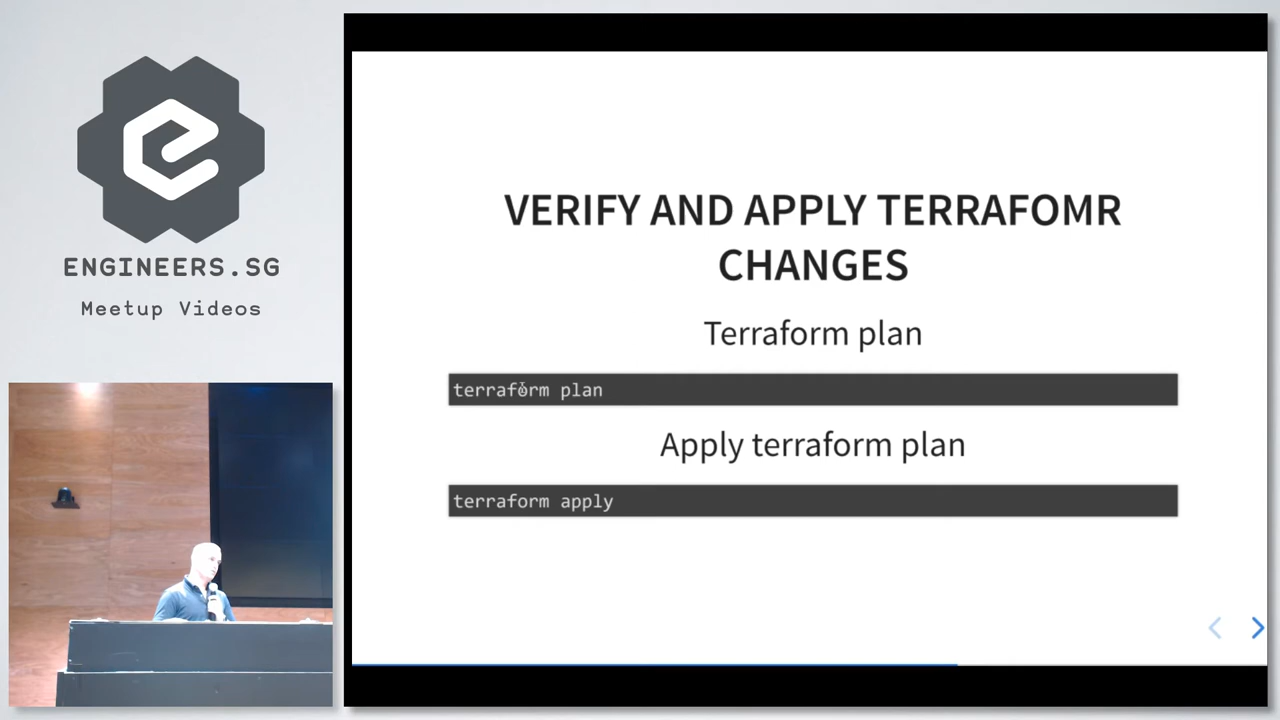 ENGINEERS.SG
Meetup Videos
VERIFY AND APPLY TERRAFOMR
CHANGES
Terraform plan
terraform plan
Apply terraform plan
terraform apply